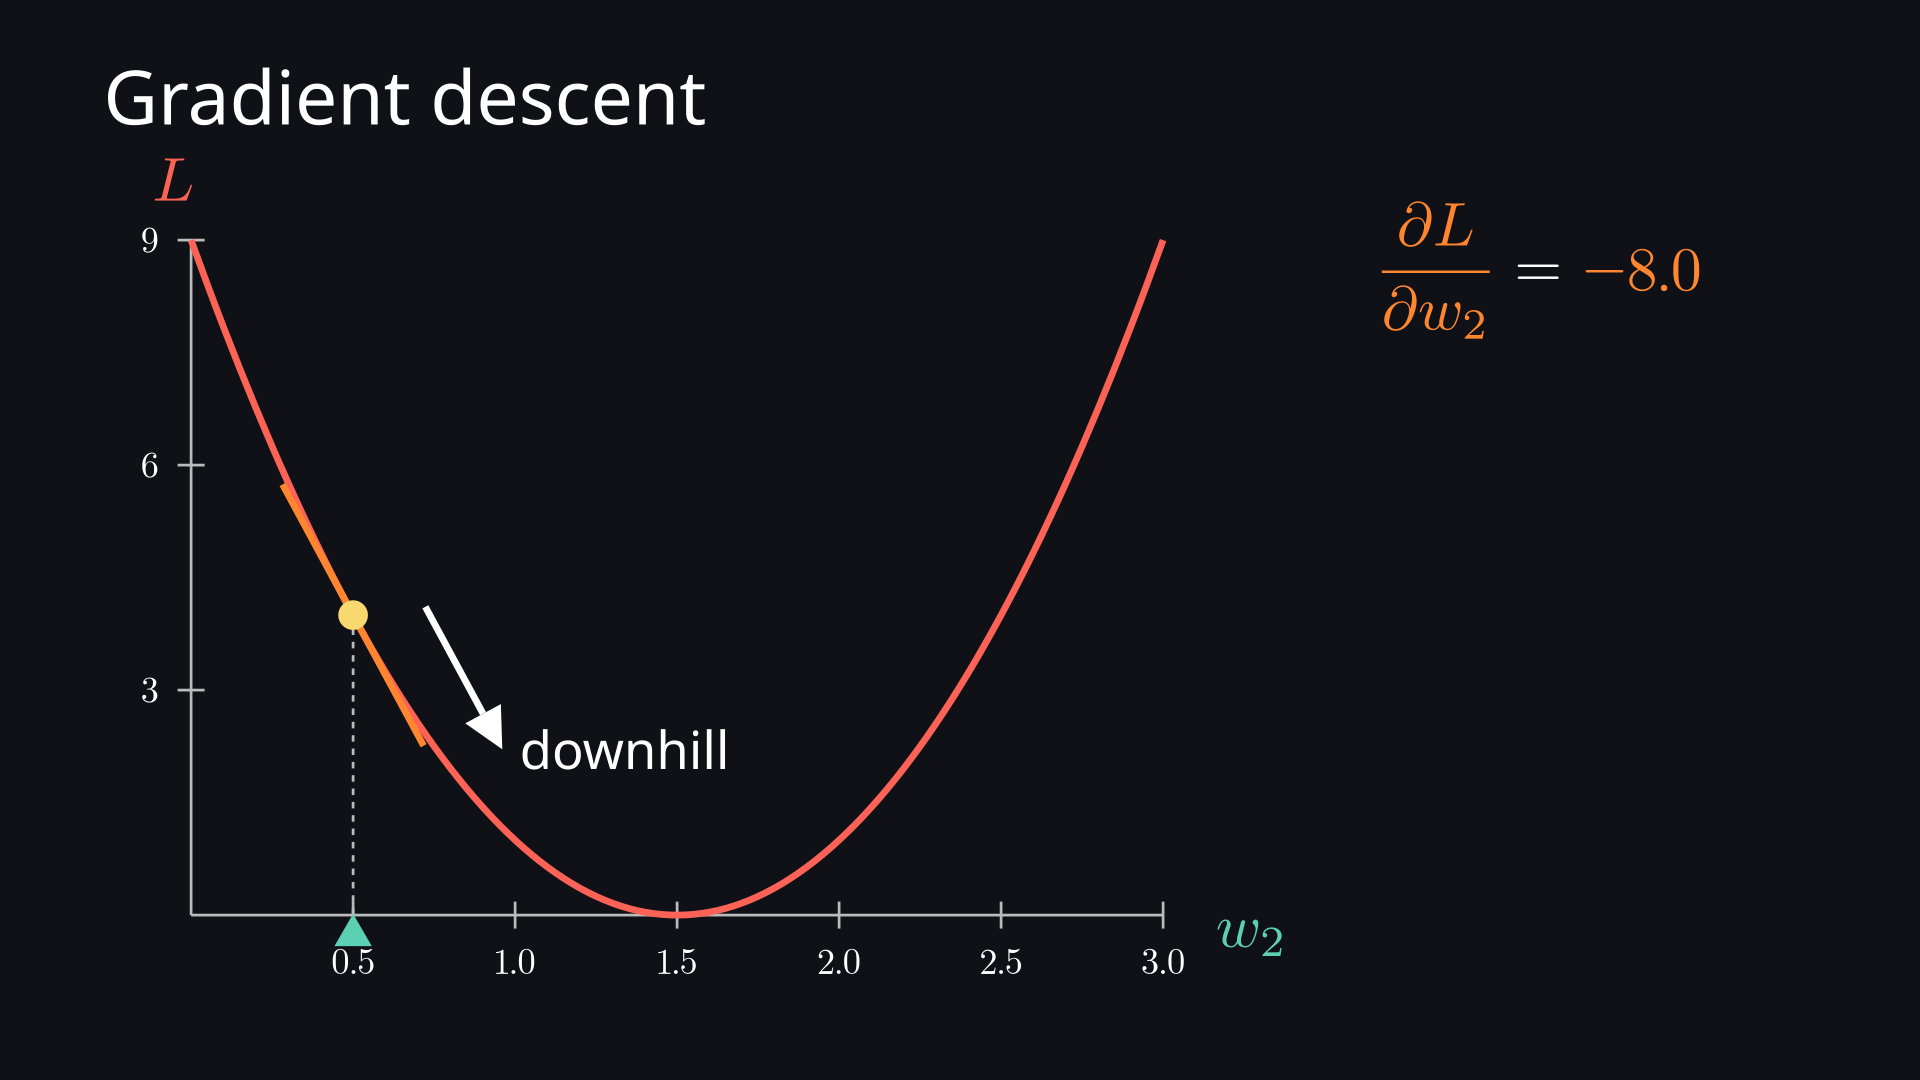 Gradient descent
L
9
6
3
downhill
0.5 1.0 1.5 2.0 2.5 3.0
w₂
∂L/∂w₂ = −8.0